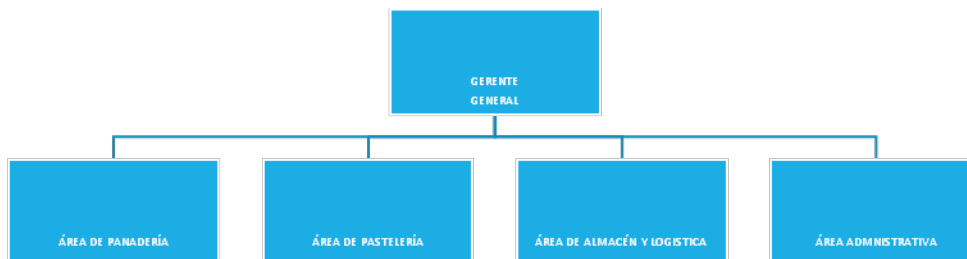 GERENTE
GENERAL
ÁREA DE PANADERÍA
ÁREA DE PASTELERÍA
ÁREA DE ALMACÉN Y LOGISTICA
ÁREA ADMNISTRATIVA